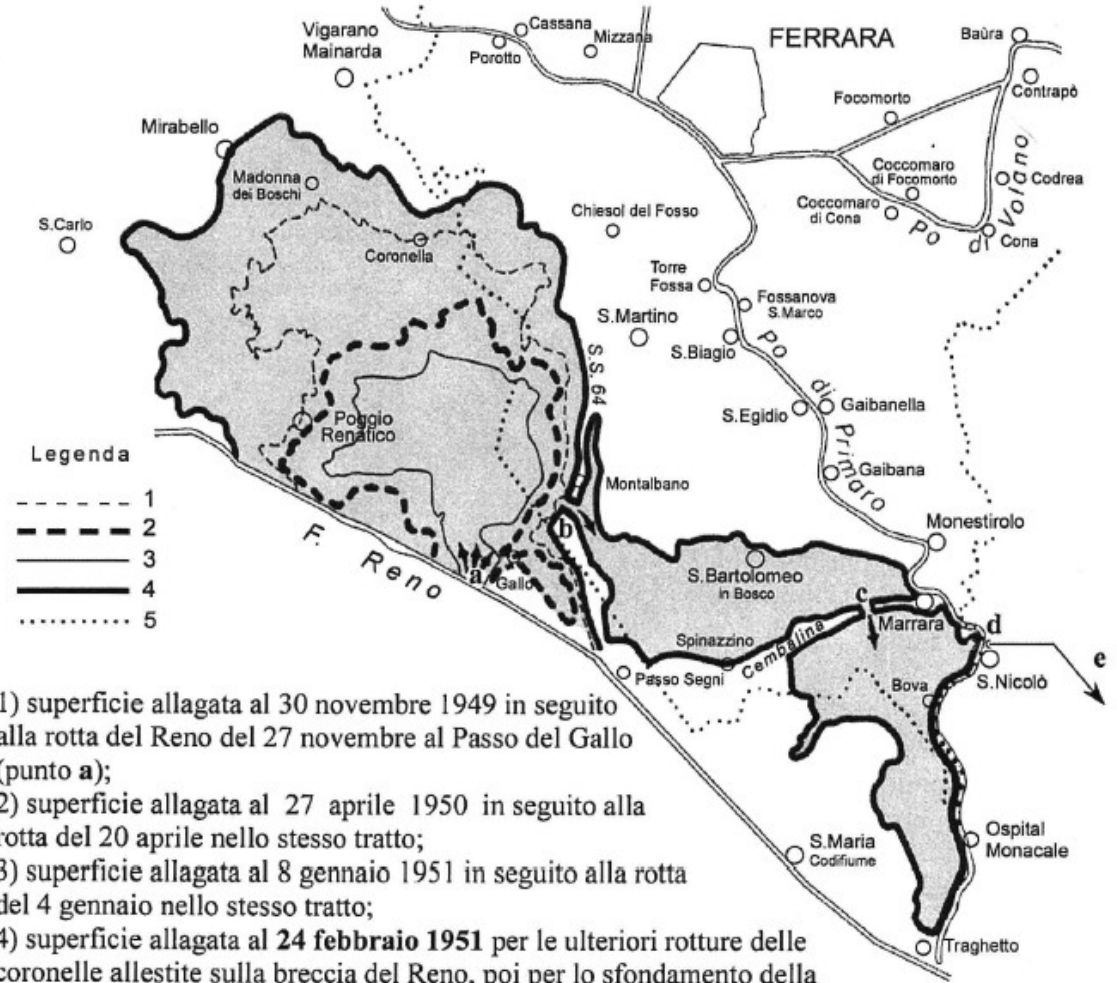 Vigarano
Mainarda
Cassana
Mizzana
Porotto
FERRARA
Baùra
Contrapò
Focomorto
Mirabello
Madonna
dei Boschi
Coccomaro
di Focomorto
Codrea
Coccomaro
di Cona
Po di Volano
Cona
S.Carlo
Coronella
Chiesol del Fosso
Torre
Fossa
Fossanova
S.Marco
S.Martino
S.Biagio
S.S. 64
Po di Primaro
S.Egidio
Gaibanella
Poggio
Renatico
Gaibana
Montalbano
Legenda
1
2
3
4
5
F. Reno
a
Gallo
b
Monestirolo
S.Bartolomeo
in Bosco
c
Marrara
d
e
Spinazzino
Cembalina
Passo Segni
S.Nicolò
Bova
S.Maria
Codifiume
Ospital
Monacale
Traghetto
1) superficie allagata al 30 novembre 1949 in seguito
alla rotta del Reno del 27 novembre al Passo del Gallo
(punto a);
2) superficie allagata al 27 aprile 1950 in seguito alla
rotta del 20 aprile nello stesso tratto;
3) superficie allagata al 8 gennaio 1951 in seguito alla rotta
del 4 gennaio nello stesso tratto;
4) superficie allagata al 24 febbraio 1951 per le ulteriori rotture delle
coronelle allestite sulla breccia del Reno, poi per lo sfondamento della